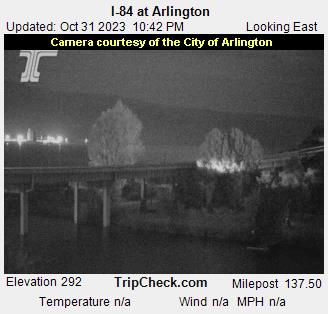 I-84 at Arlington
Updated: Oct 31 2023 10:42 PM Looking East
Camera courtesy of the City of Arlington
Elevation 292 TripCheck.com Milepost 137.50
Temperature n/a Wind n/a MPH n/a